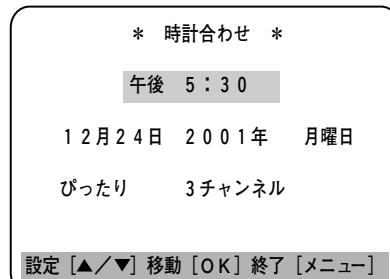 ＊ 時計合わせ ＊
午後 5：30
12月24日 2001年 月曜日
ぴったり 3チャンネル
設定［▲／▼］移動［OK］終了［メニュー］